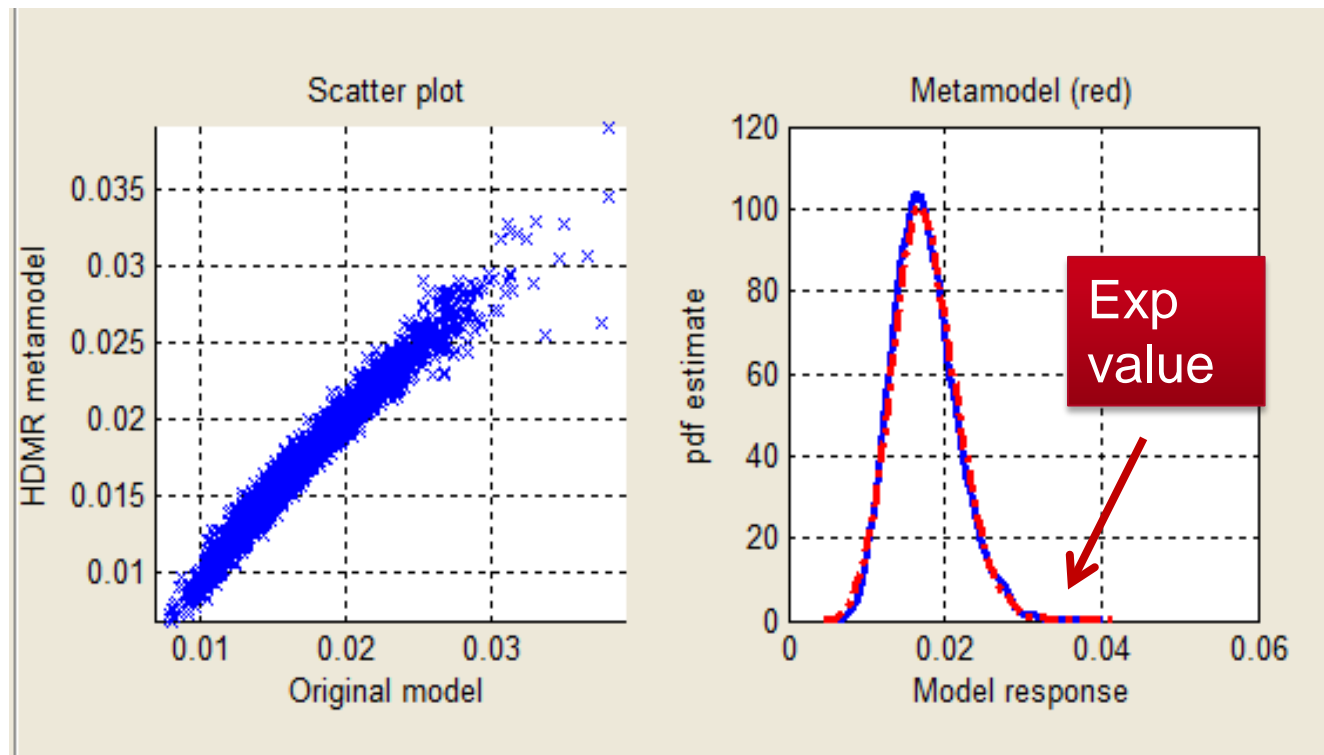 Scatter plot
0.035
0.03
0.025
0.02
0.015
0.01
HDMR metamodel
0.01 0.02 0.03
Original model
Metamodel (red)
120
100
80
60
40
20
0
pdf estimate
0 0.02 0.04 0.06
Model response
Exp
value